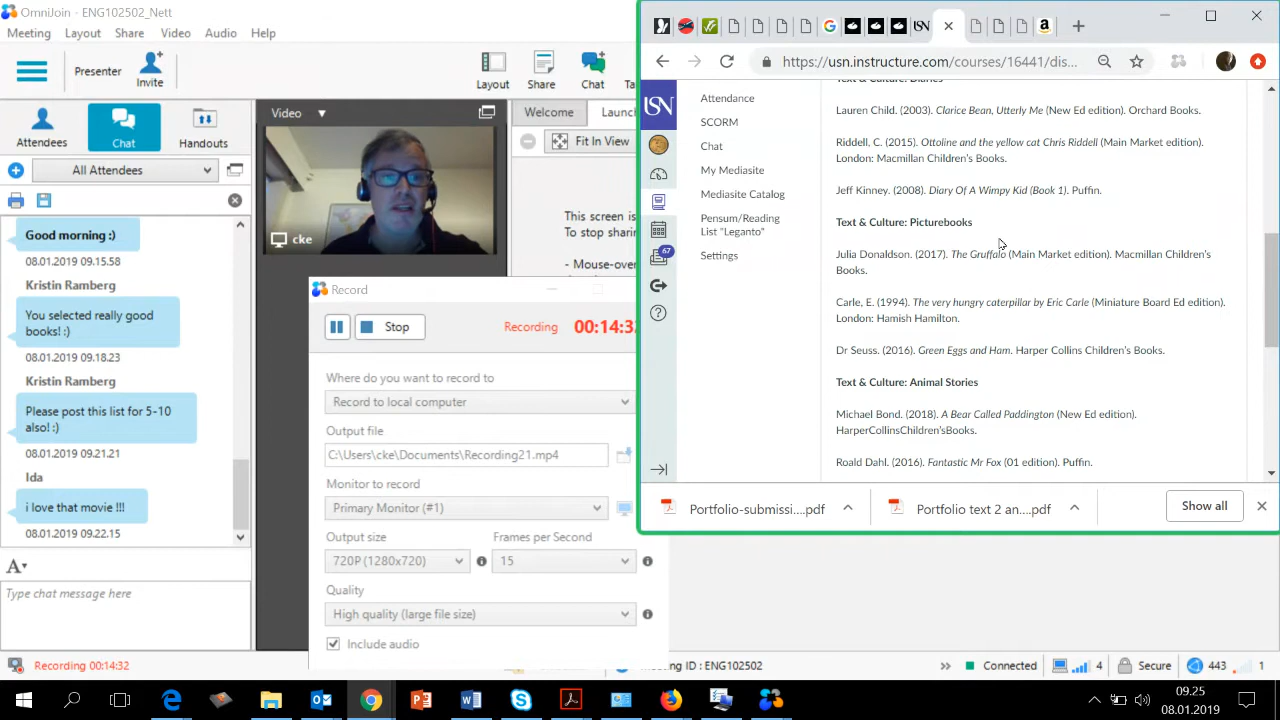 OmniJoin - ENG102502_Nett
Meeting Layout Share Video Audio Help
Presenter
Invite
Layout
Share
Chat
Attendees
Chat
Handouts
All Attendees
Good morning :)
08.01.2019 09.15.58
Kristin Ramberg
You selected really good
books! :)
08.01.2019 09.18.23
Kristin Ramberg
Please post this list for 5-10
also! :)
08.01.2019 09.21.21
Ida
i love that movie !!!
08.01.2019 09.22.15
A
Type chat message here
Recording 00:14:32
Video
cke
Welcome
Fit In View
This screen is
To stop sharin
- Mouse-over
Record
Stop
Recording
00:14:32
Where do you want to record to
Record to local computer
Output file
C:\Users\cke\Documents\Recording21.mp4
Monitor to record
Primary Monitor (#1)
Output size
Frames per Second
720P (1280x720)
15
Quality
High quality (large file size)
Include audio
Meeting ID : ENG102502
Connected
4
Secure
443
1
https://usn.instructure.com/courses/16441/dis...
USN
67
Attendance
SCORM
Chat
My Mediasite
Mediasite Catalog
Pensum/Reading
List "Leganto"
Settings
Text & Culture: Diaries
Lauren Child. (2003). Clarice Bean, Utterly Me (New Ed edition). Orchard Books.
Riddell, C. (2015). Ottoline and the yellow cat Chris Riddell (Main Market edition).
London: Macmillan Children's Books.
Jeff Kinney. (2008). Diary Of A Wimpy Kid (Book 1). Puffin.
Text & Culture: Picturebooks
Julia Donaldson. (2017). The Gruffalo (Main Market edition). Macmillan Children's
Books.
Carle, E. (1994). The very hungry caterpillar by Eric Carle (Miniature Board Ed edition).
London: Hamish Hamilton.
Dr Seuss. (2016). Green Eggs and Ham. Harper Collins Children's Books.
Text & Culture: Animal Stories
Michael Bond. (2018). A Bear Called Paddington (New Ed edition).
HarperCollinsChildren'sBooks.
Roald Dahl. (2016). Fantastic Mr Fox (01 edition). Puffin.
Portfolio-submissi....pdf
Portfolio text 2 an....pdf
Show all
09.25
08.01.2019